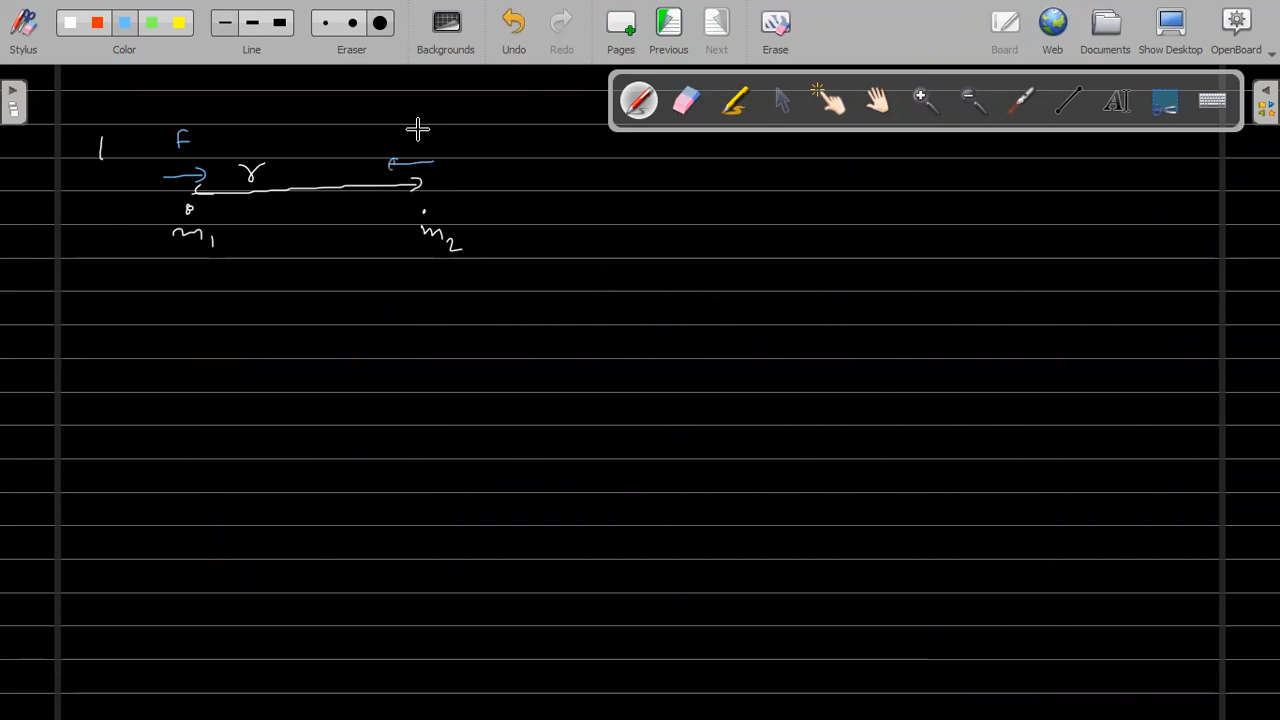 Stylus Color Line Eraser Backgrounds Undo Redo Pages Previous Next Erase Board Web Documents Show Desktop OpenBoard
1 F
r
m1 m2